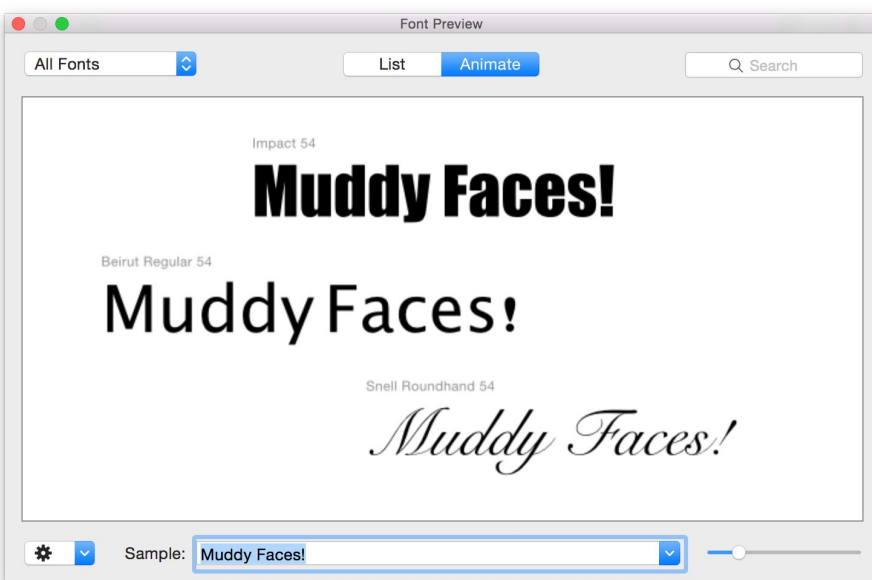 Font Preview
All Fonts
List
Animate
Search
Impact 54
Muddy Faces!
Beirut Regular 54
Muddy Faces!
Snell Roundhand 54
Muddy Faces!
Sample:
Muddy Faces!